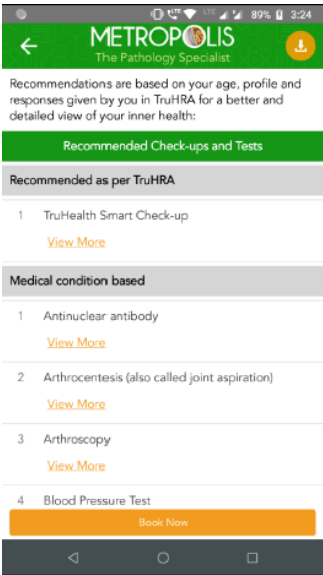 LTE LTE 89% 3:24
METROPOLIS
The Pathology Specialist
Recommendations are based on your age, profile and
responses given by you in TruHRA for a better and
detailed view of your inner health:
Recommended Check-ups and Tests
Recommended as per TruHRA
1 TruHealth Smart Check-up
View More
Medical condition based
1 Antinuclear antibody
View More
2 Arthrocentesis (also called joint aspiration)
View More
3 Arthroscopy
View More
4 Blood Pressure Test
Book Now